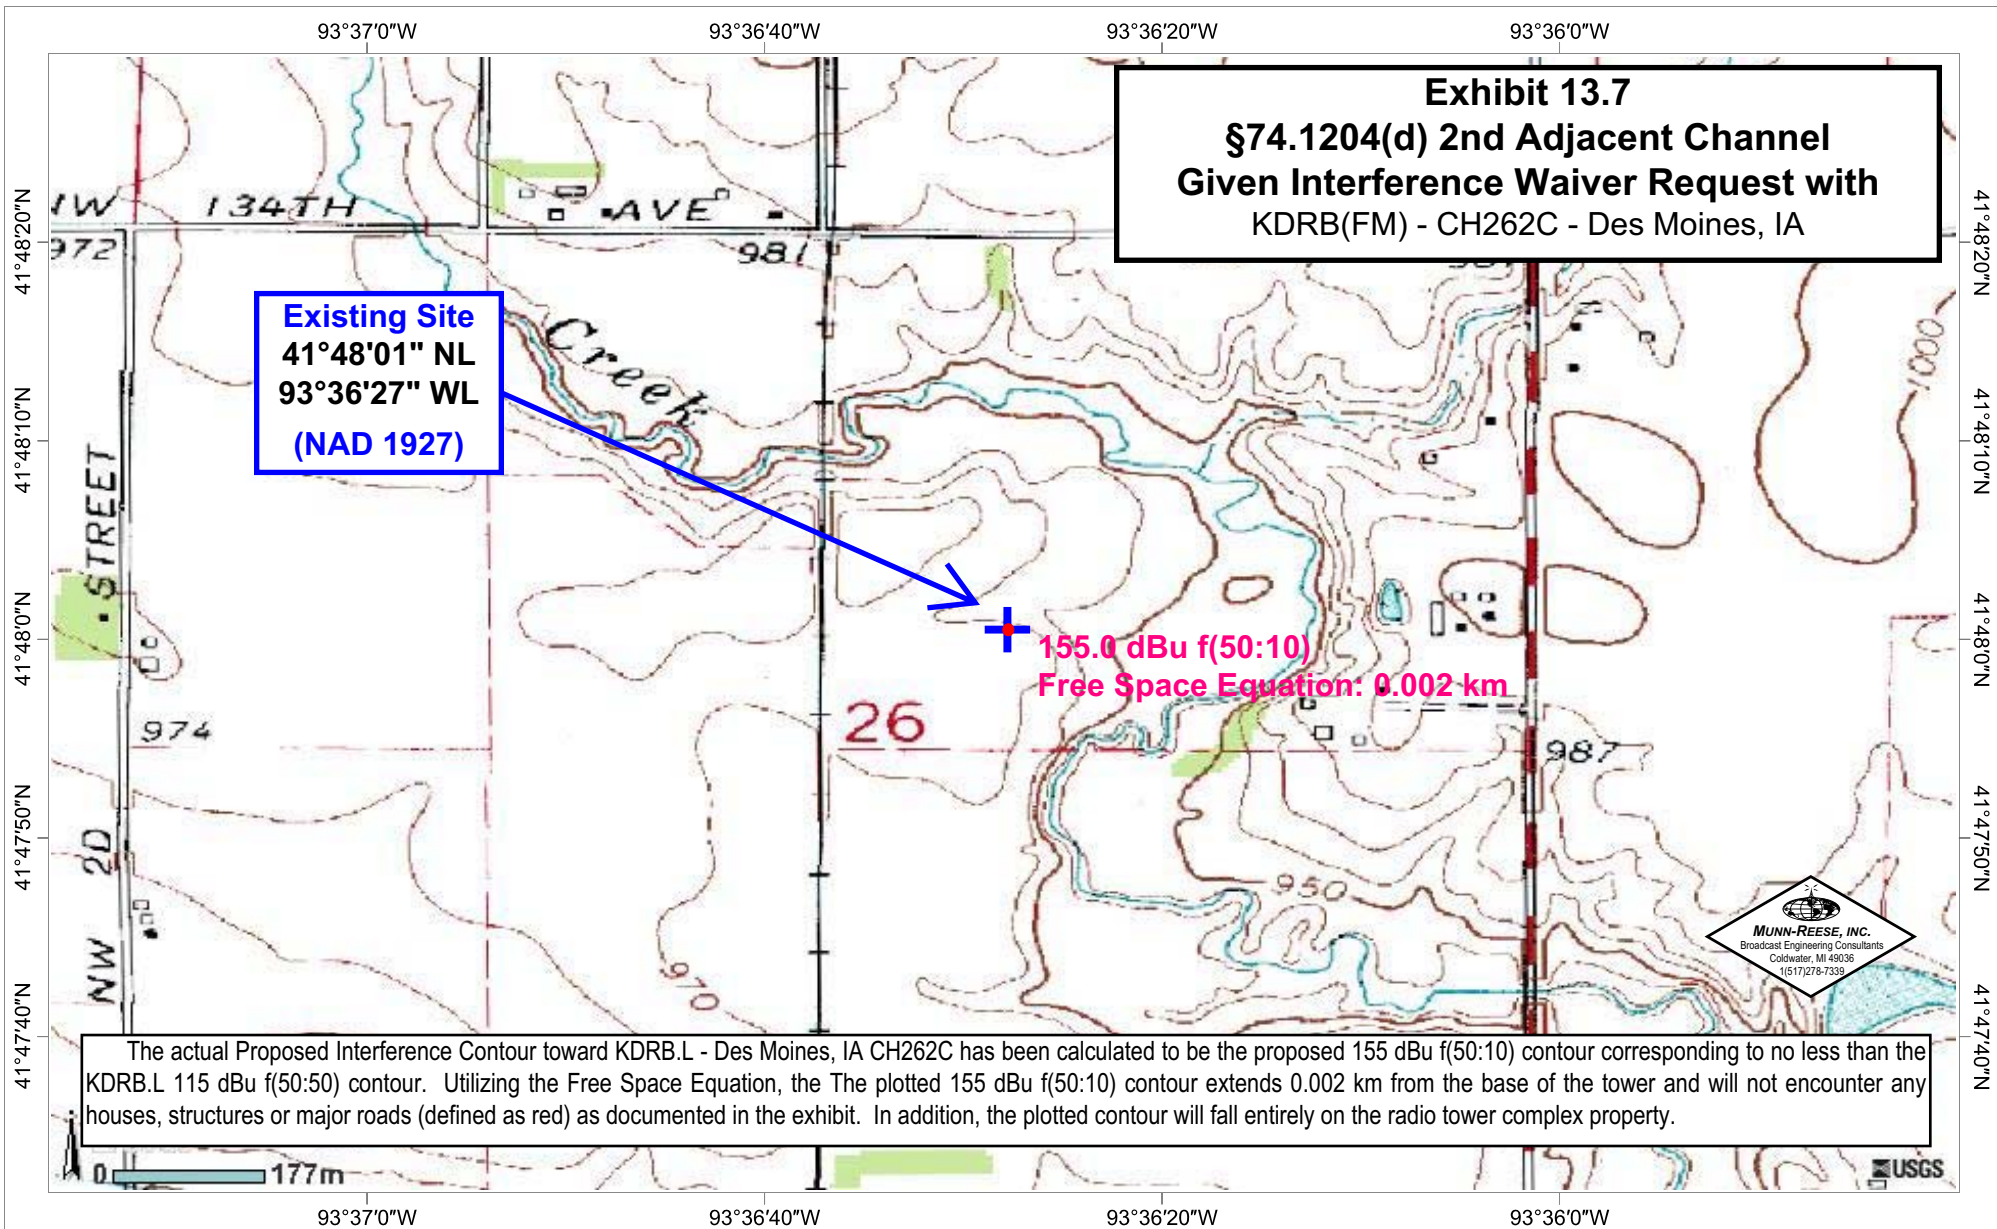 93°37'0"W
93°36'40"W
93°36'20"W
93°36'0"W
Exhibit 13.7
§74.1204(d) 2nd Adjacent Channel
Given Interference Waiver Request with
KDRB(FM) - CH262C - Des Moines, IA
41°48'20"N
41°48'20"N
134TH
AVE
972
981
Existing Site
41°48'01" NL
93°36'27" WL
(NAD 1927)
Creek
1000
41°48'10"N
41°48'10"N
STREET
41°48'0"N
41°48'0"N
155.0 dBu f(50:10)
Free Space Equation: 0.002 km
26
974
987
41°47'50"N
41°47'50"N
NW 2D
950
970
MUNN-REESE, INC.
Broadcast Engineering Consultants
Coldwater, MI 49036
1(517)278-7339
41°47'40"N
41°47'40"N
The actual Proposed Interference Contour toward KDRB.L - Des Moines, IA CH262C has been calculated to be the proposed 155 dBu f(50:10) contour corresponding to no less than the
KDRB.L 115 dBu f(50:50) contour. Utilizing the Free Space Equation, the The plotted 155 dBu f(50:10) contour extends 0.002 km from the base of the tower and will not encounter any
houses, structures or major roads (defined as red) as documented in the exhibit. In addition, the plotted contour will fall entirely on the radio tower complex property.
0 177m
USGS
93°37'0"W
93°36'40"W
93°36'20"W
93°36'0"W